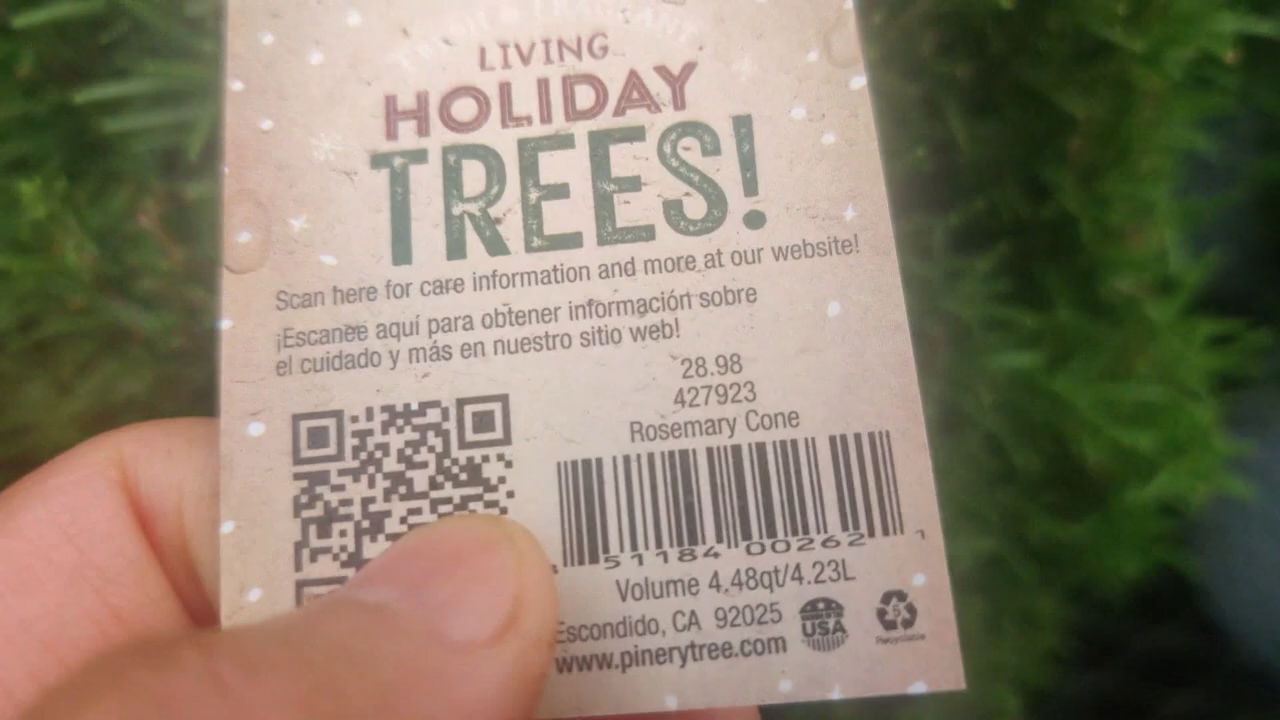 LIVING
HOLIDAY
TREES!
Scan here for care information and more at our website!
¡Escanee aquí para obtener información sobre
el cuidado y más en nuestro sitio web!
28.98
427923
Rosemary Cone
51184 00262 1
Volume 4.48qt/4.23L
Escondido, CA 92025
www.pinerytree.com
USA
5
Recyclable